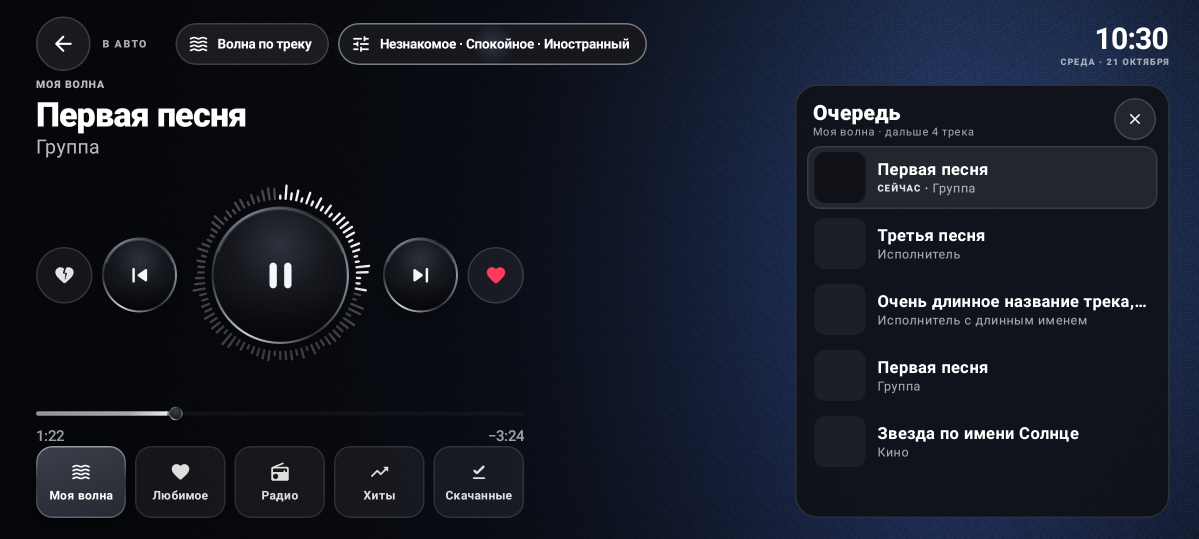 В АВТО
Волна по треку
Незнакомое · Спокойное · Иностранный
10:30
СРЕДА · 21 ОКТЯБРЯ
МОЯ ВОЛНА
Первая песня
Группа
1:22
−3:24
Моя волна
Любимое
Радио
Хиты
Скачанные
Очередь
Моя волна · дальше 4 трека
Первая песня
СЕЙЧАС · Группа
Третья песня
Исполнитель
Очень длинное название трека,...
Исполнитель с длинным именем
Первая песня
Группа
Звезда по имени Солнце
Кино